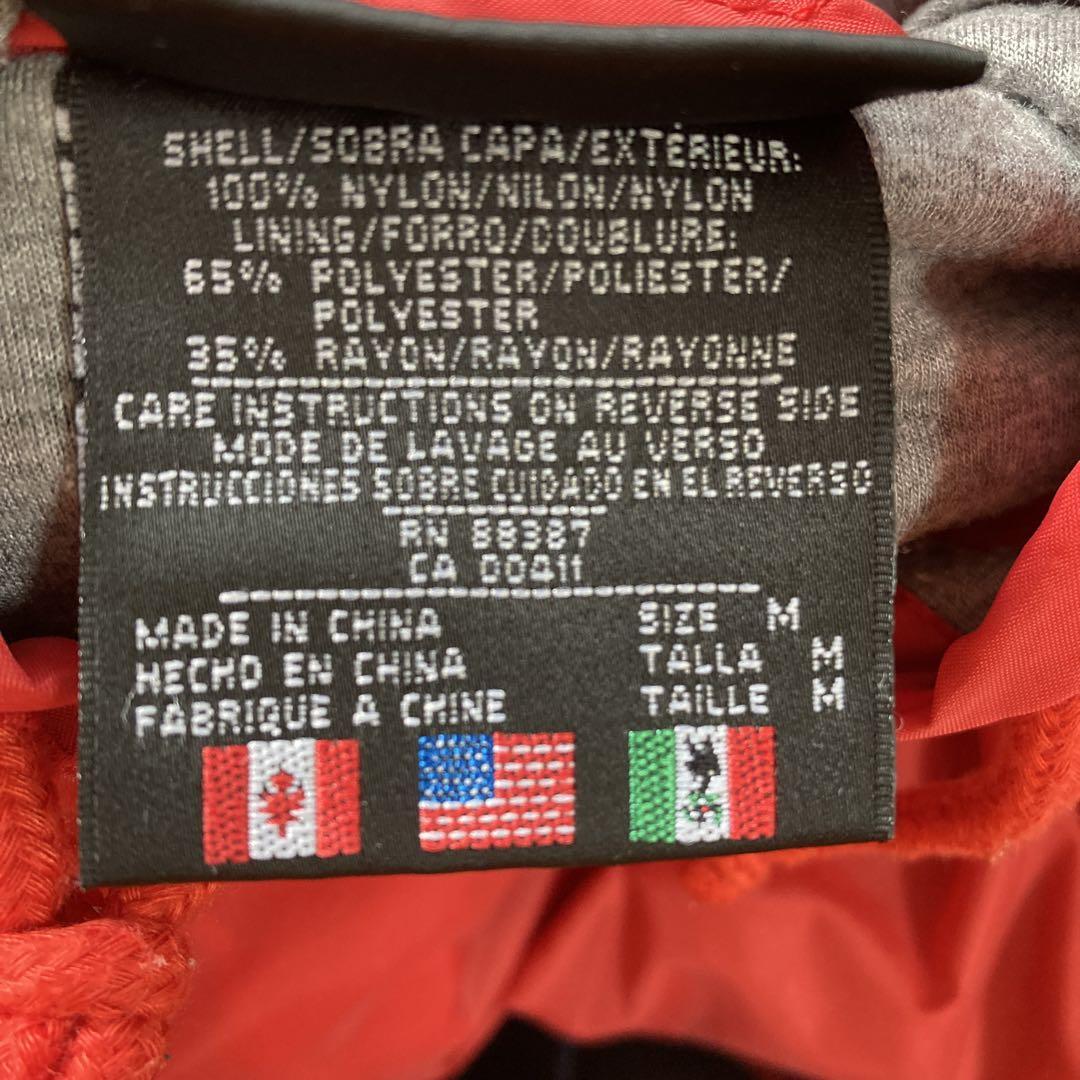 SHELL/SOBRA CAPA/EXTÉRIEUR:
100% NYLON/NILON/NYLON
LINING/FORRO/DOUBLURE:
65% POLYESTER/POLIESTER/
POLYESTER
35% RAYON/RAYON/RAYONNE
CARE INSTRUCTIONS ON REVERSE SIDE
MODE DE LAVAGE AU VERSO
INSTRUCCIONES SOBRE CUIDADO EN EL REVERSO
RN 88387
CA 00411
MADE IN CHINA
HECHO EN CHINA
FABRIQUE A CHINE
SIZE M
TALLA M
TAILLE M